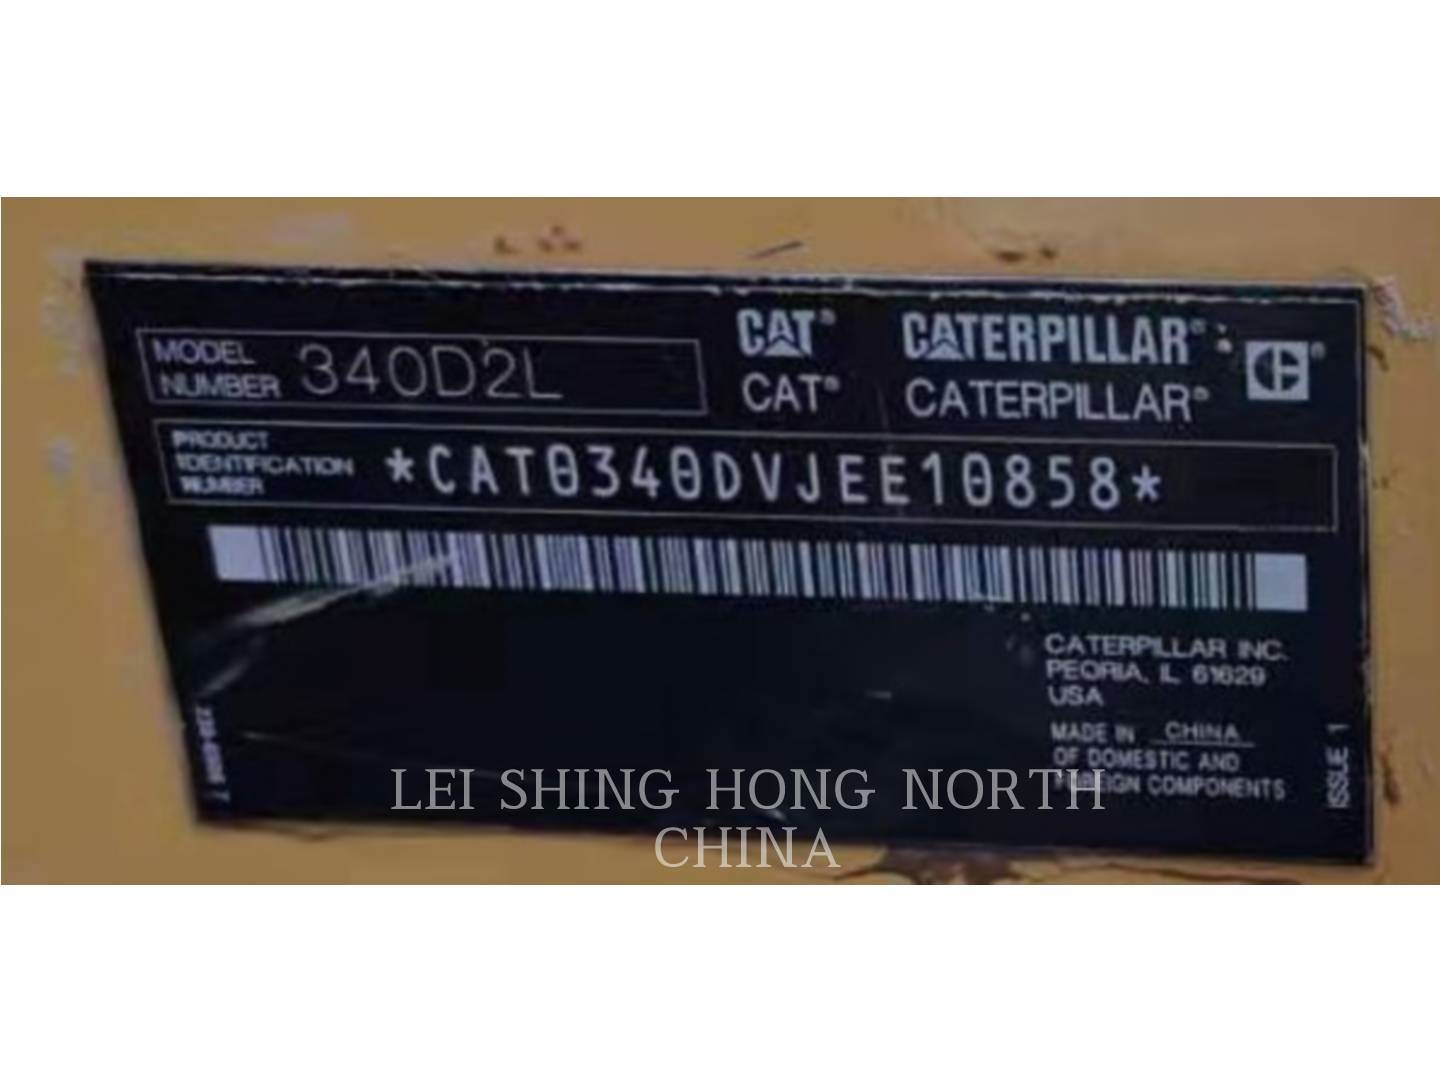 MODEL
NUMBER 340D2L
CAT® CATERPILLAR®
CAT® CATERPILLAR®
PRODUCT
IDENTIFICATION
NUMBER
*CAT0340DVJEE10858*
CATERPILLAR INC.
PEORIA, IL 61629
USA
MADE IN CHINA
OF DOMESTIC AND
FOREIGN COMPONENTS
ISSUE 1
LEI SHING HONG NORTH
CHINA